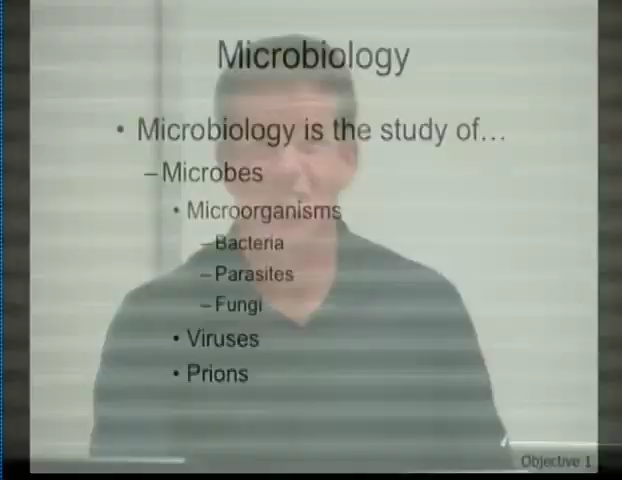 Microbiology
• Microbiology is the study of…
– Microbes
• Microorganisms
– Bacteria
– Parasites
– Fungi
• Viruses
• Prions
Objective 1